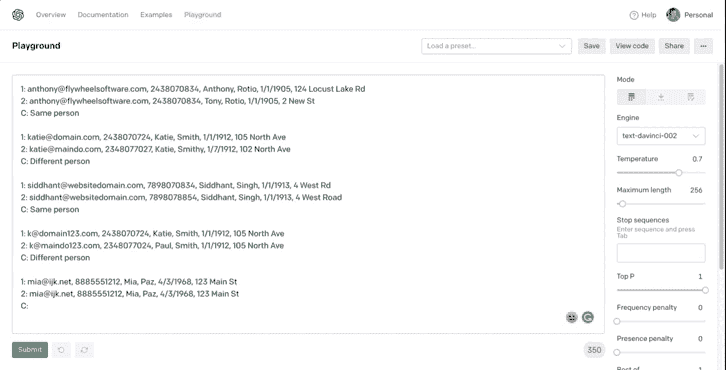 Overview Documentation Examples Playground Help Personal
Playground
Load a preset... Save View code Share ...
1: anthony@flywheelsoftware.com, 2438070834, Anthony, Rotio, 1/1/1905, 124 Locust Lake Rd
2: anthony@flywheelsoftware.com, 2438070834, Tony, Rotio, 1/1/1905, 2 New St
C: Same person
1: katie@domain.com, 2438070724, Katie, Smith, 1/1/1912, 105 North Ave
2: katie@maindo.com, 2348077027, Katie, Smithy, 1/7/1912, 102 North Ave
C: Different person
1: siddhant@websitedomain.com, 7898070834, Siddhant, Singh, 1/1/1913, 4 West Rd
2: siddhant@websitedomain.com, 7898078854, Siddhant, Singh, 1/1/1913, 4 West Road
C: Same person
1: k@domain123.com, 2438070724, Katie, Smith, 1/1/1912, 105 North Ave
2: k@maindo123.com, 2348077024, Paul, Smith, 1/1/1912, 105 North Ave
C: Different person
1: mia@ijk.net, 8885551212, Mia, Paz, 4/3/1968, 123 Main St
2: mia@ijk.net, 8885551212, Mia, Paz, 4/3/1968, 123 Main St
C:
Submit
350
Mode
Engine
text-davinci-002
Temperature 0.7
Maximum length 256
Stop sequences
Enter sequence and press
Tab
Top P 1
Frequency penalty 0
Presence penalty 0
Best of 1